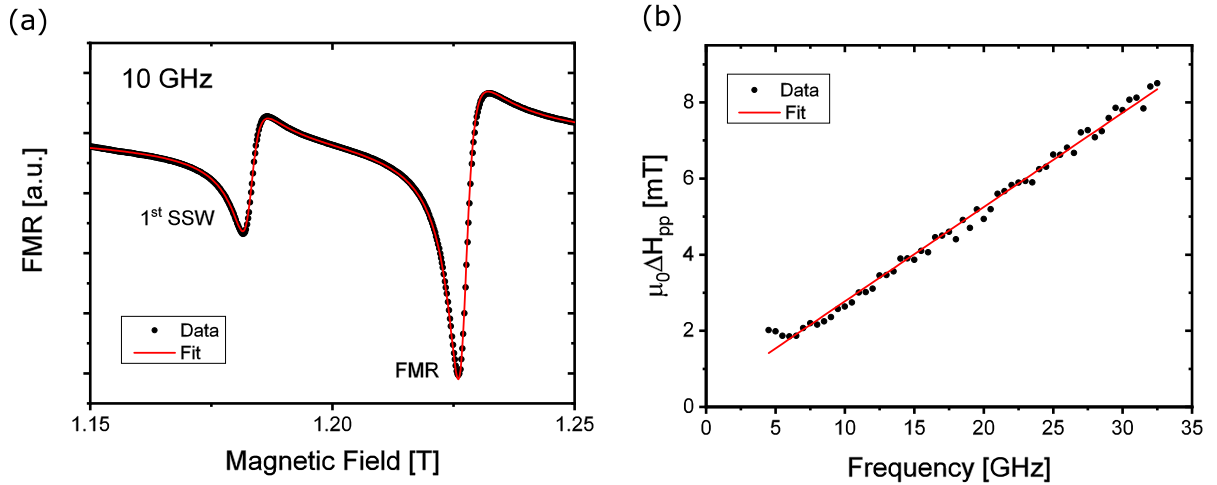 (a)
10 GHz
1st SSW
FMR
Data
Fit
FMR [a.u.]
1.15
1.20
1.25
Magnetic Field [T]
(b)
Data
Fit
μ0ΔHpp [mT]
8
6
4
2
0
0
5
10
15
20
25
30
35
Frequency [GHz]